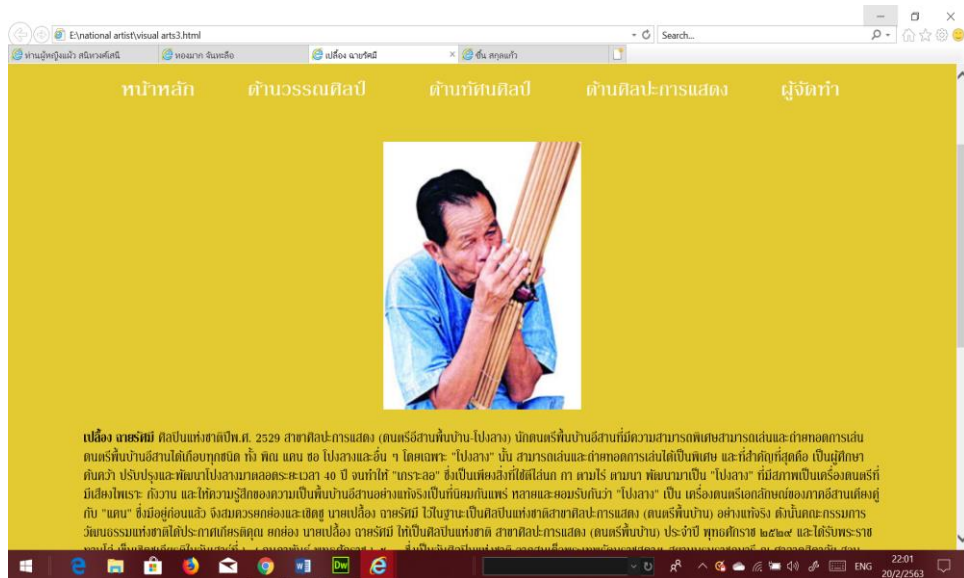 E:\national artist\visual arts3.html
Search...
ท่านผู้หญิงแผ้ว สนิทวงศ์เสนี
ทองมาก จันทะลือ
เปลื้อง ฉายรัศมี
ชิ้น สกุลแก้ว
หน้าหลัก ด้านวรรณศิลป์ ด้านทัศนศิลป์ ด้านศิลปะการแสดง ผู้จัดทำ
เปลื้อง ฉายรัศมี ศิลปินแห่งชาติปีพ.ศ. 2529 สาขาศิลปะการแสดง (ดนตรีอีสานพื้นบ้าน-โปงลาง) นักดนตรีพื้นบ้านอีสานที่มีความสามารถพิเศษสามารถเล่นและถ่ายทอดการเล่น
ดนตรีพื้นบ้านอีสานได้เกือบทุกชนิด ทั้ง พิณ แคน ซอ โปงลางและอื่น ๆ โดยเฉพาะ "โปงลาง" นั้น สามารถเล่นและถ่ายทอดการเล่นได้เป็นพิเศษ และที่สำคัญที่สุดคือ เป็นผู้ศึกษา
ค้นคว้า ปรับปรุงและพัฒนาโปงลางมาตลอดระยะเวลา 40 ปี จนทำให้ "เกราะลอ" ซึ่งเป็นเพียงสิ่งที่ใช้ตีไล่นก กา ตามไร่ ตามนา พัฒนามาเป็น "โปงลาง" ที่มีสภาพเป็นเครื่องดนตรีที่
มีเสียงไพเราะ กังวาน และให้ความรู้สึกของความเป็นพื้นบ้านอีสานอย่างแท้จริงเป็นที่นิยมกันแพร่ หลายและยอมรับกันว่า "โปงลาง" เป็น เครื่องดนตรีเอกลักษณ์ของภาคอีสานเคียงคู่
กับ "แคน" ซึ่งมีอยู่ก่อนแล้ว จึงสมควรยกย่องและเชิดชู นายเปลื้อง ฉายรัศมี ไว้ในฐานะเป็นศิลปินแห่งชาติสาขาศิลปะการแสดง (ดนตรีพื้นบ้าน) อย่างแท้จริง ดังนั้นคณะกรรมการ
วัฒนธรรมแห่งชาติได้ประกาศเกียรติคุณ ยกย่อง นายเปลื้อง ฉายรัศมี ให้เป็นศิลปินแห่งชาติ สาขาศิลปะการแสดง (ดนตรีพื้นบ้าน) ประจำปี พุทธศักราช ๒๕๒๙ และได้รับพระราช
ENG
22:01
20/2/2563